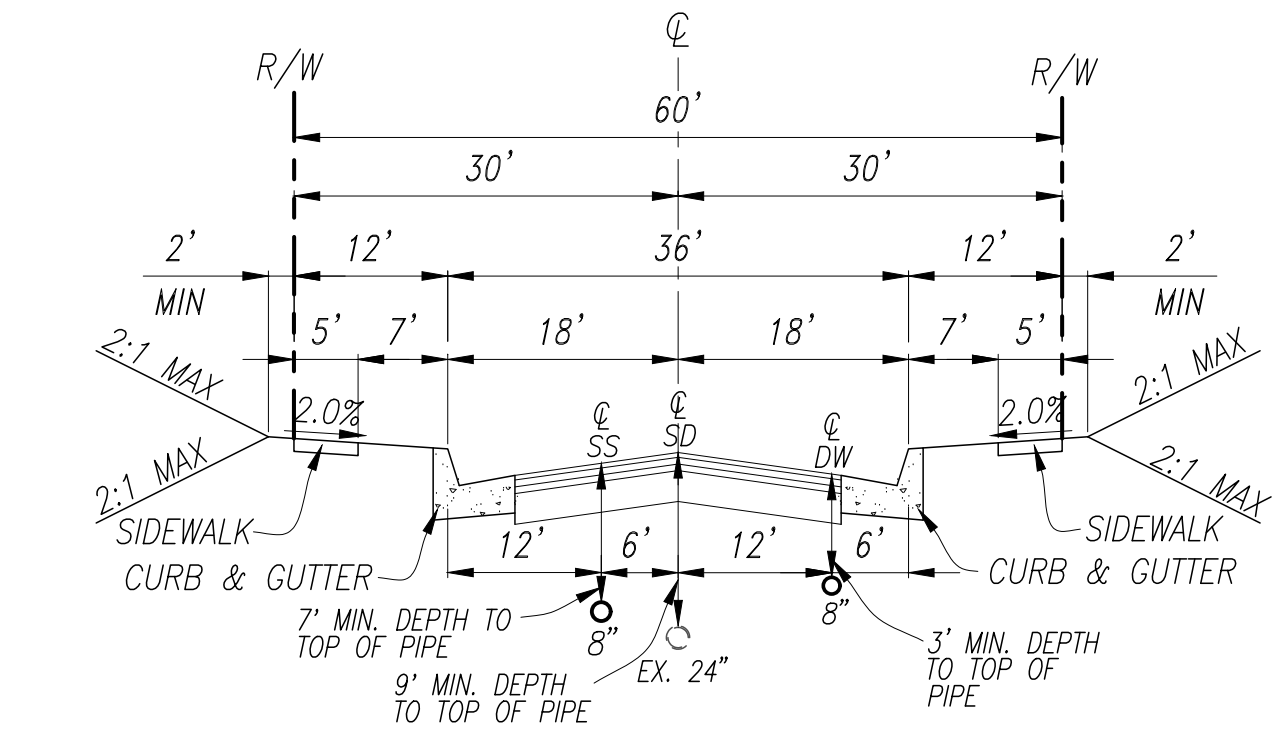 ℄
R/W
R/W
60'
30' 30'
2' 12' 36' 12' 2'
MIN MIN
5' 7' 18' 18' 7' 5'
2:1 MAX 2:1 MAX
2.0% 2.0%
℄ ℄ ℄
SS SD DW
2:1 MAX 2:1 MAX
SIDEWALK SIDEWALK
12' 6' 12' 6'
CURB & GUTTER CURB & GUTTER
7' MIN. DEPTH TO
TOP OF PIPE
8" 8"
3' MIN. DEPTH
TO TOP OF
PIPE
EX. 24"
9' MIN. DEPTH
TO TOP OF PIPE